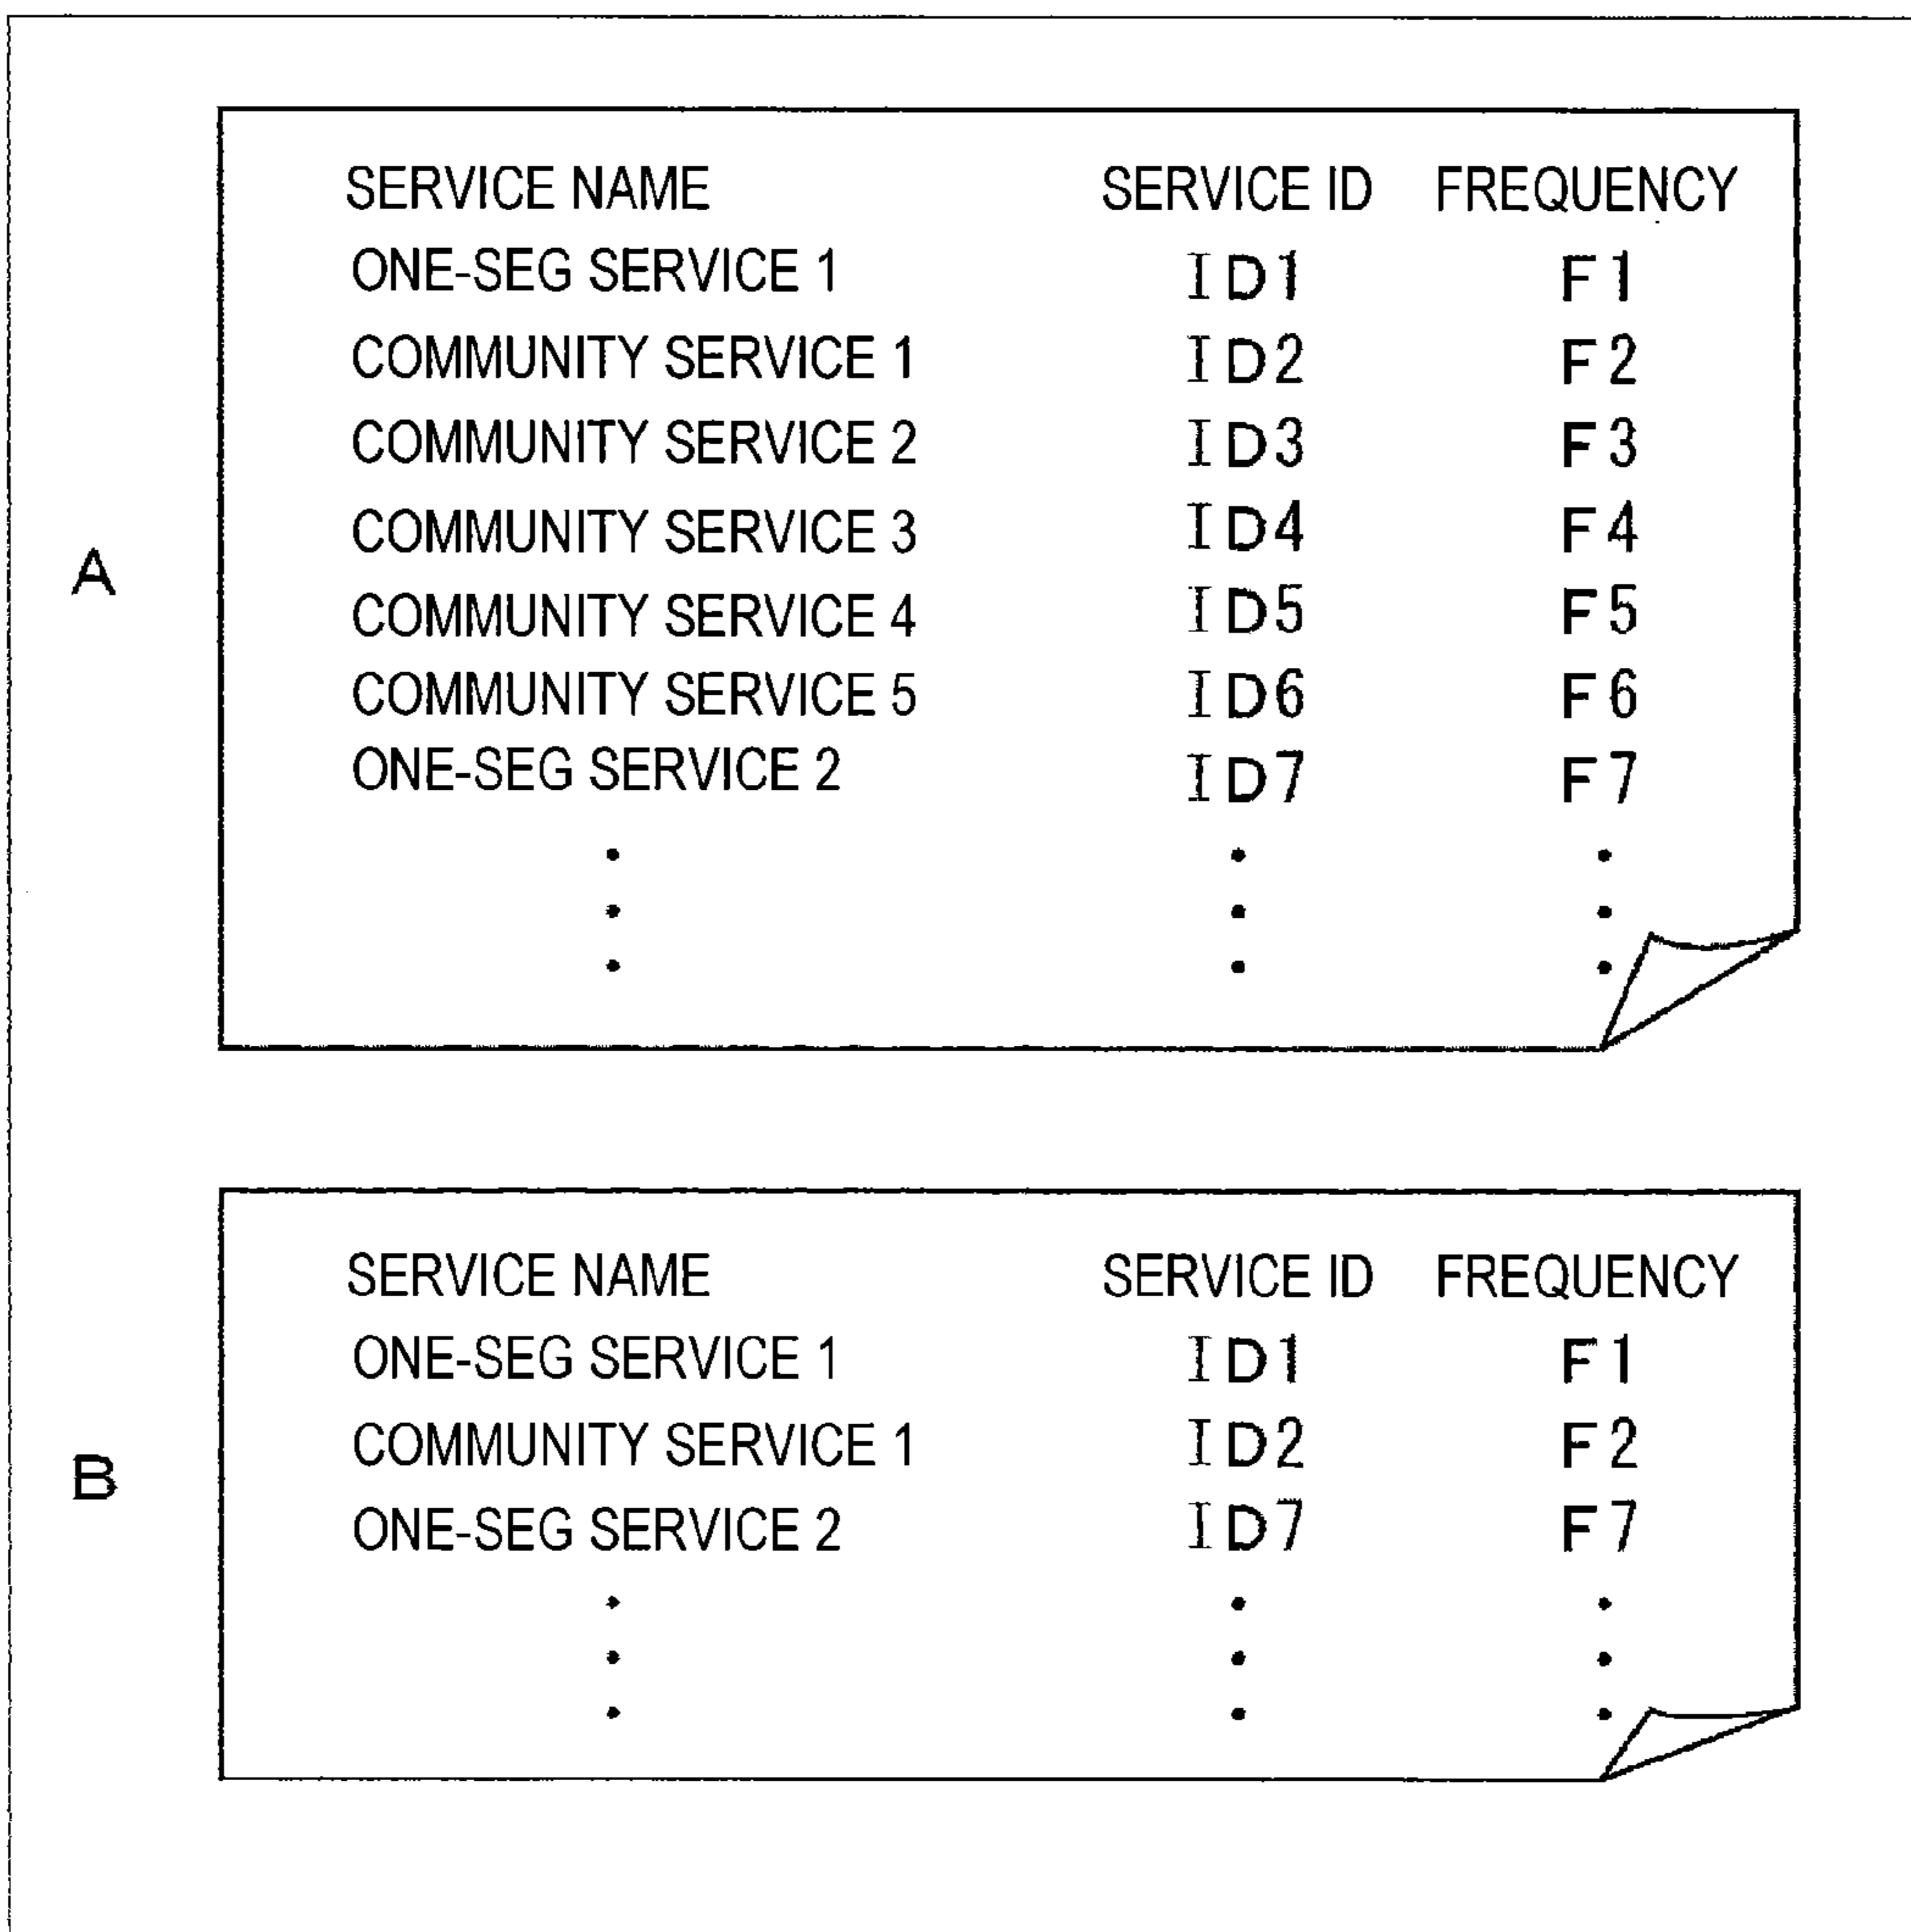 SERVICE NAME SERVICE ID FREQUENCY
ONE-SEG SERVICE 1 ID1 F1
COMMUNITY SERVICE 1 ID2 F2
COMMUNITY SERVICE 2 ID3 F3
COMMUNITY SERVICE 3 ID4 F4
A
COMMUNITY SERVICE 4 ID5 F5
COMMUNITY SERVICE 5 ID6 F6
ONE-SEG SERVICE 2 ID7 F7
SERVICE NAME SERVICE ID FREQUENCY
ONE-SEG SERVICE 1 ID1 F1
COMMUNITY SERVICE 1 ID2 F2
B
ONE-SEG SERVICE 2 ID7 F7